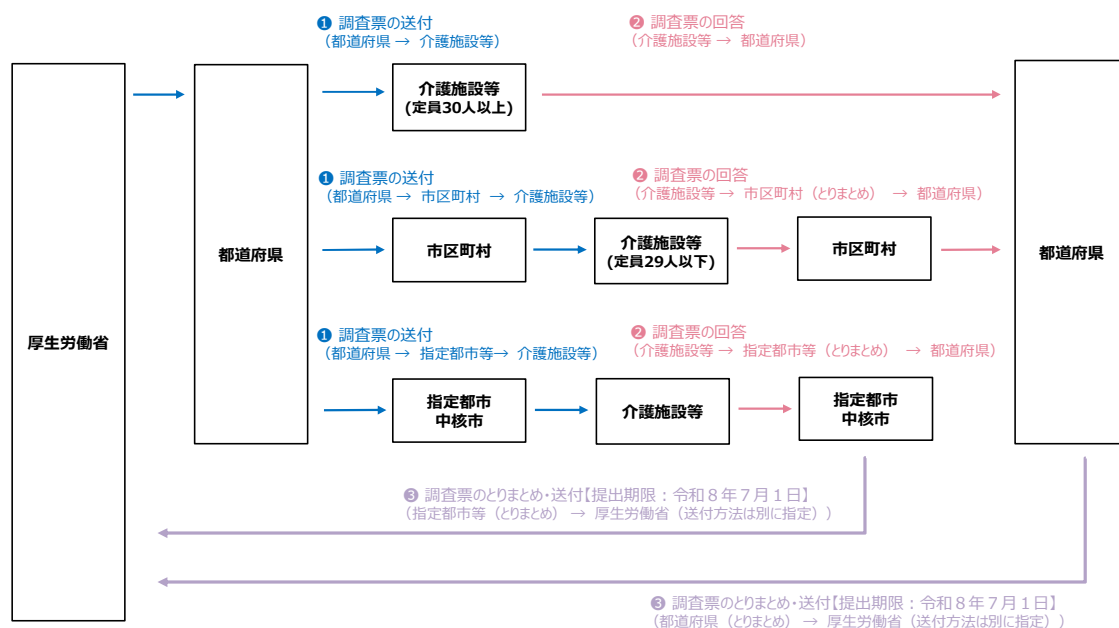 ❶ 調査票の送付
（都道府県 → 介護施設等）
❷ 調査票の回答
（介護施設等 → 都道府県）
介護施設等
(定員30人以上)
❶ 調査票の送付
（都道府県 → 市区町村 → 介護施設等）
❷ 調査票の回答
（介護施設等 → 市区町村（とりまとめ） → 都道府県）
都道府県
市区町村
介護施設等
(定員29人以下)
市区町村
都道府県
厚生労働省
❶ 調査票の送付
（都道府県 → 指定都市等→ 介護施設等）
❷ 調査票の回答
（介護施設等 → 指定都市等（とりまとめ） → 都道府県）
指定都市
中核市
介護施設等
指定都市
中核市
❸ 調査票のとりまとめ・送付【提出期限：令和８年７月１日】
（指定都市等（とりまとめ） → 厚生労働省（送付方法は別に指定））
❸ 調査票のとりまとめ・送付【提出期限：令和８年７月１日】
（都道府県（とりまとめ） → 厚生労働省（送付方法は別に指定））